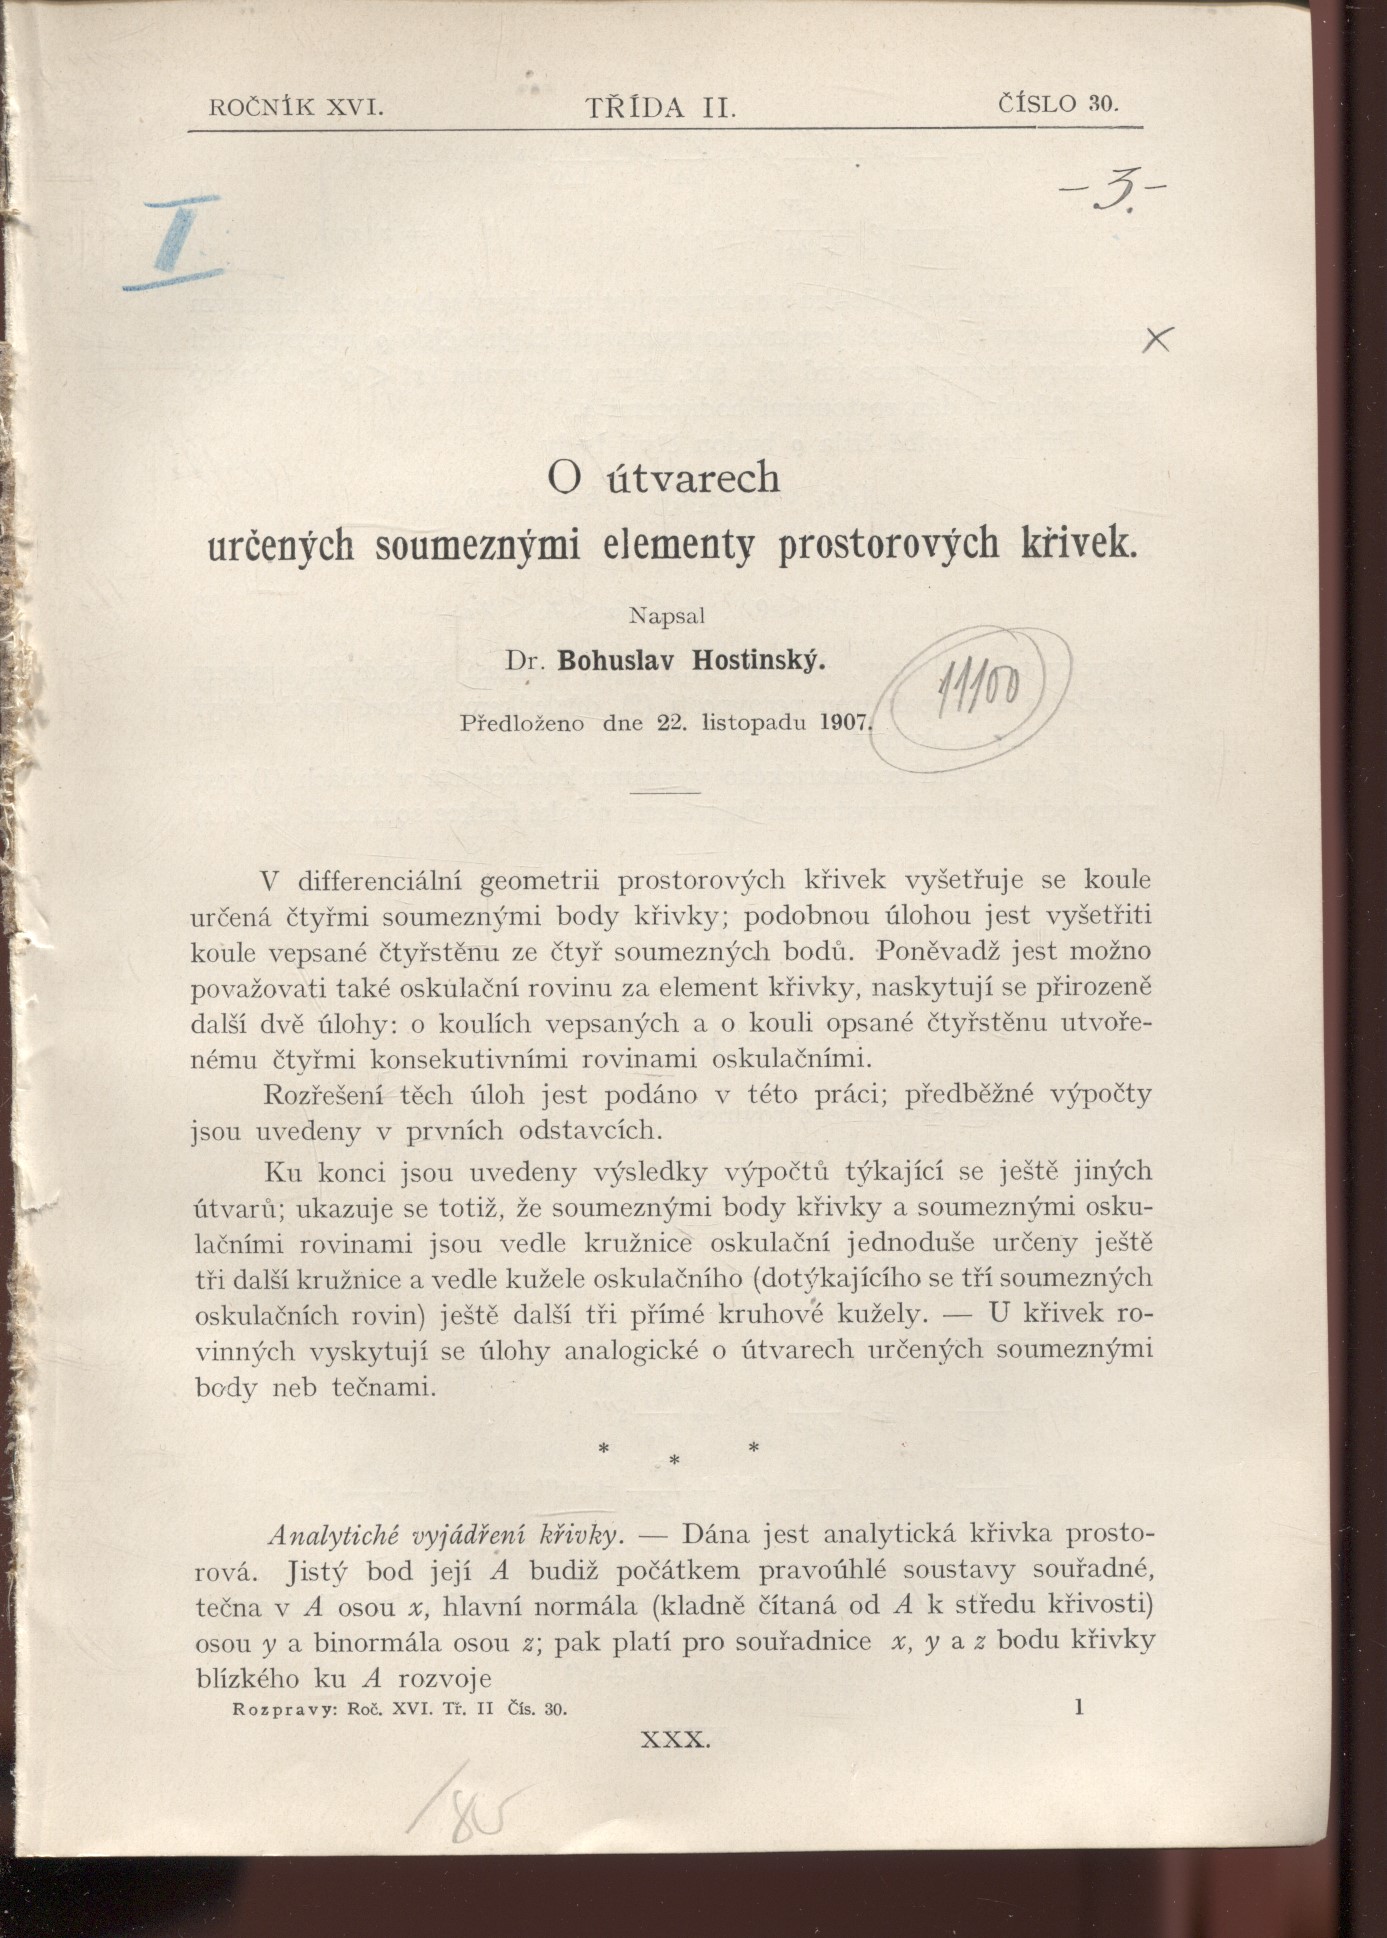 ROČNÍK XVI. TŘÍDA II. ČÍSLO 30.
– 3. –
I
×
O útvarech
určených soumeznými elementy prostorových křivek.
Napsal
Dr. Bohuslav Hostinský.
11100
Předloženo dne 22. listopadu 1907.
V differenciální geometrii prostorových křivek vyšetřuje se koule
určená čtyřmi soumeznými body křivky; podobnou úlohou jest vyšetřiti
koule vepsané čtyřstěnu ze čtyř soumezných bodů. Poněvadž jest možno
považovati také oskulační rovinu za element křivky, naskytují se přirozeně
další dvě úlohy: o koulích vepsaných a o kouli opsané čtyřstěnu utvoře-
nému čtyřmi konsekutivními rovinami oskulačními.
Rozřešení těch úloh jest podáno v této práci; předběžné výpočty
jsou uvedeny v prvních odstavcích.
Ku konci jsou uvedeny výsledky výpočtů týkající se ještě jiných
útvarů; ukazuje se totiž, že soumeznými body křivky a soumeznými osku-
lačními rovinami jsou vedle kružnice oskulační jednoduše určeny ještě
tři další kružnice a vedle kužele oskulačního (dotýkajícího se tří soumezných
oskulačních rovin) ještě další tři přímé kruhové kužely. — U křivek ro-
vinných vyskytují se úlohy analogické o útvarech určených soumeznými
body neb tečnami.
* * *
Analytiché vyjádření křivky. — Dána jest analytická křivka prosto-
rová. Jistý bod její A budiž počátkem pravoúhlé soustavy souřadné,
tečna v A osou x, hlavní normála (kladně čítaná od A k středu křivosti)
osou y a binormála osou z; pak platí pro souřadnice x, y a z bodu křivky
blízkého ku A rozvoje
Rozpravy: Roč. XVI. Tř. II Čís. 30. 1
XXX.